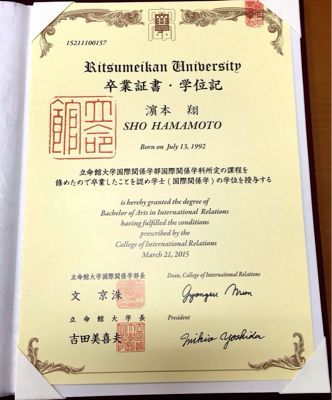 15211100157
Ritsumeikan University
卒業証書・学位記
濵本 翔
SHO HAMAMOTO
Born on July 13, 1992
立命館大学国際関係学部国際関係学科所定の課程を
修めたので卒業したことを認め学士(国際関係学)の学位を授与する
is hereby granted the degree of
Bachelor of Arts in International Relations
having fulfilled the conditions
prescribed by the
College of International Relations
March 21, 2015
立命館大学国際関係学部長
Dean, College of International Relations
文 京洙
Gyongsu Mun
立命館大学長
President
吉田美喜夫
Mikio Yoshida